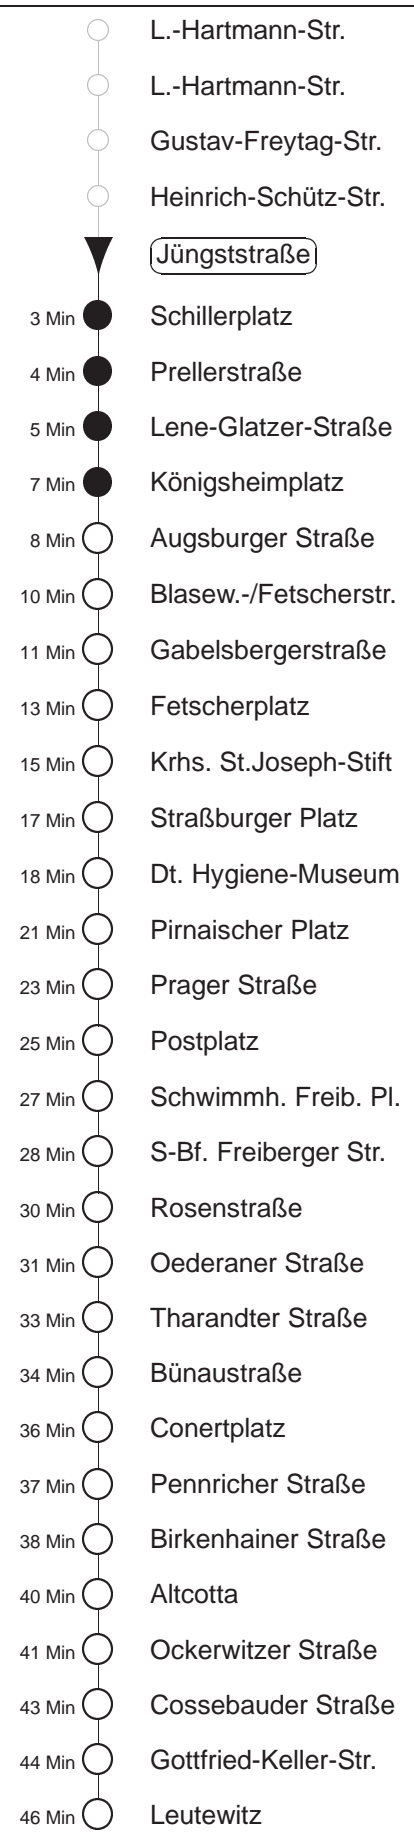 L.-Hartmann-Str.
L.-Hartmann-Str.
Gustav-Freytag-Str.
Heinrich-Schütz-Str.
Jüngststraße
3 Min Schillerplatz
4 Min Prellerstraße
5 Min Lene-Glatzer-Straße
7 Min Königsheimplatz
8 Min Augsburger Straße
10 Min Blasew.-/Fetscherstr.
11 Min Gabelsbergerstraße
13 Min Fetscherplatz
15 Min Krhs. St.Joseph-Stift
17 Min Straßburger Platz
18 Min Dt. Hygiene-Museum
21 Min Pirnaischer Platz
23 Min Prager Straße
25 Min Postplatz
27 Min Schwimmh. Freib. Pl.
28 Min S-Bf. Freiberger Str.
30 Min Rosenstraße
31 Min Oederaner Straße
33 Min Tharandter Straße
34 Min Bünaustraße
36 Min Conertplatz
37 Min Pennricher Straße
38 Min Birkenhainer Straße
40 Min Altcotta
41 Min Ockerwitzer Straße
43 Min Cossebauder Straße
44 Min Gottfried-Keller-Str.
46 Min Leutewitz